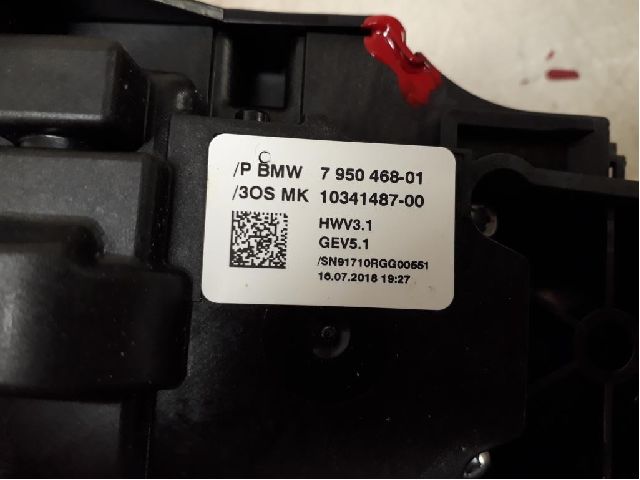 /P BMW 7 950 468-01
/3OS MK 10341487-00
HWV3.1
GEV5.1
/SN91710RGG00551
16.07.2018 19:27